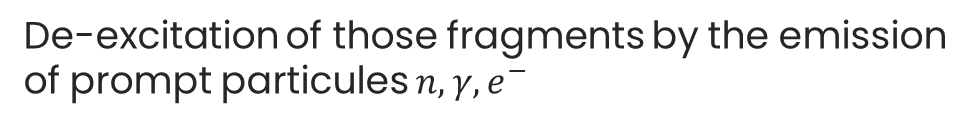 De-excitation of those fragments by the emission
of prompt particules n, γ, e⁻